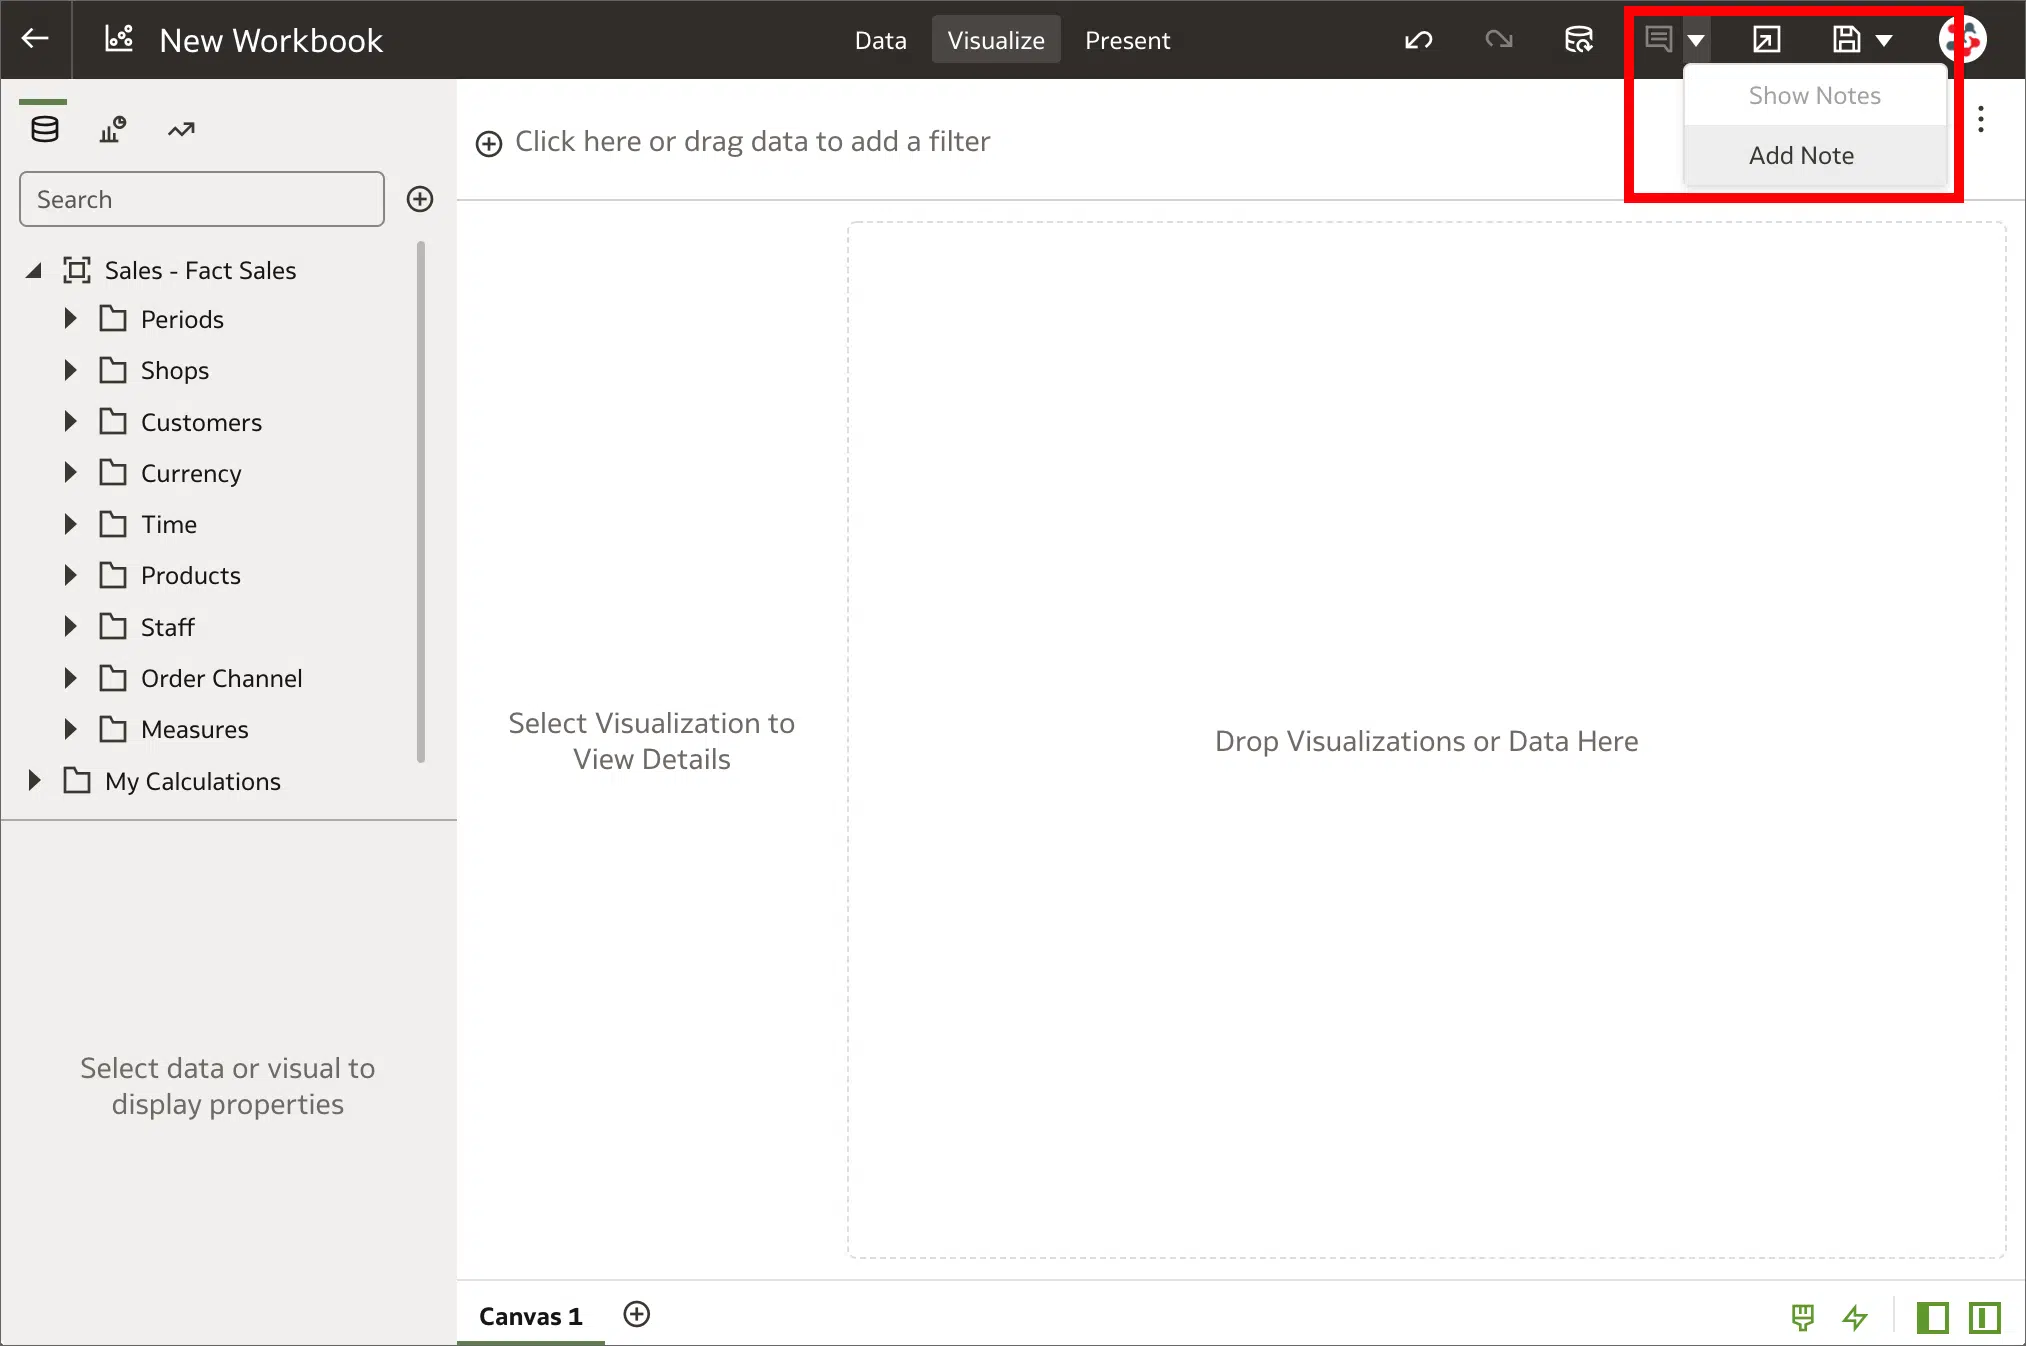 New Workbook
Data
Visualize
Present
Show Notes
Add Note
Click here or drag data to add a filter
Search
Sales - Fact Sales
Periods
Shops
Customers
Currency
Time
Products
Staff
Order Channel
Measures
My Calculations
Select Visualization to
View Details
Drop Visualizations or Data Here
Select data or visual to
display properties
Canvas 1